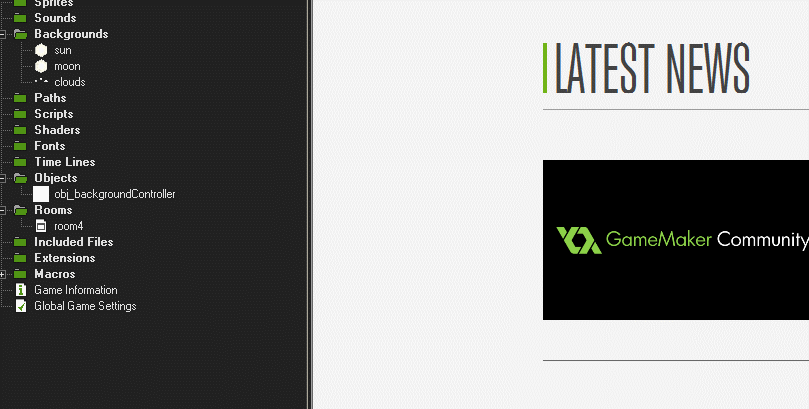 Sprites
Sounds
Backgrounds
sun
moon
clouds
Paths
Scripts
Shaders
Fonts
Time Lines
Objects
obj_backgroundController
Rooms
room4
Included Files
Extensions
Macros
Game Information
Global Game Settings
LATEST NEWS
GameMaker Community